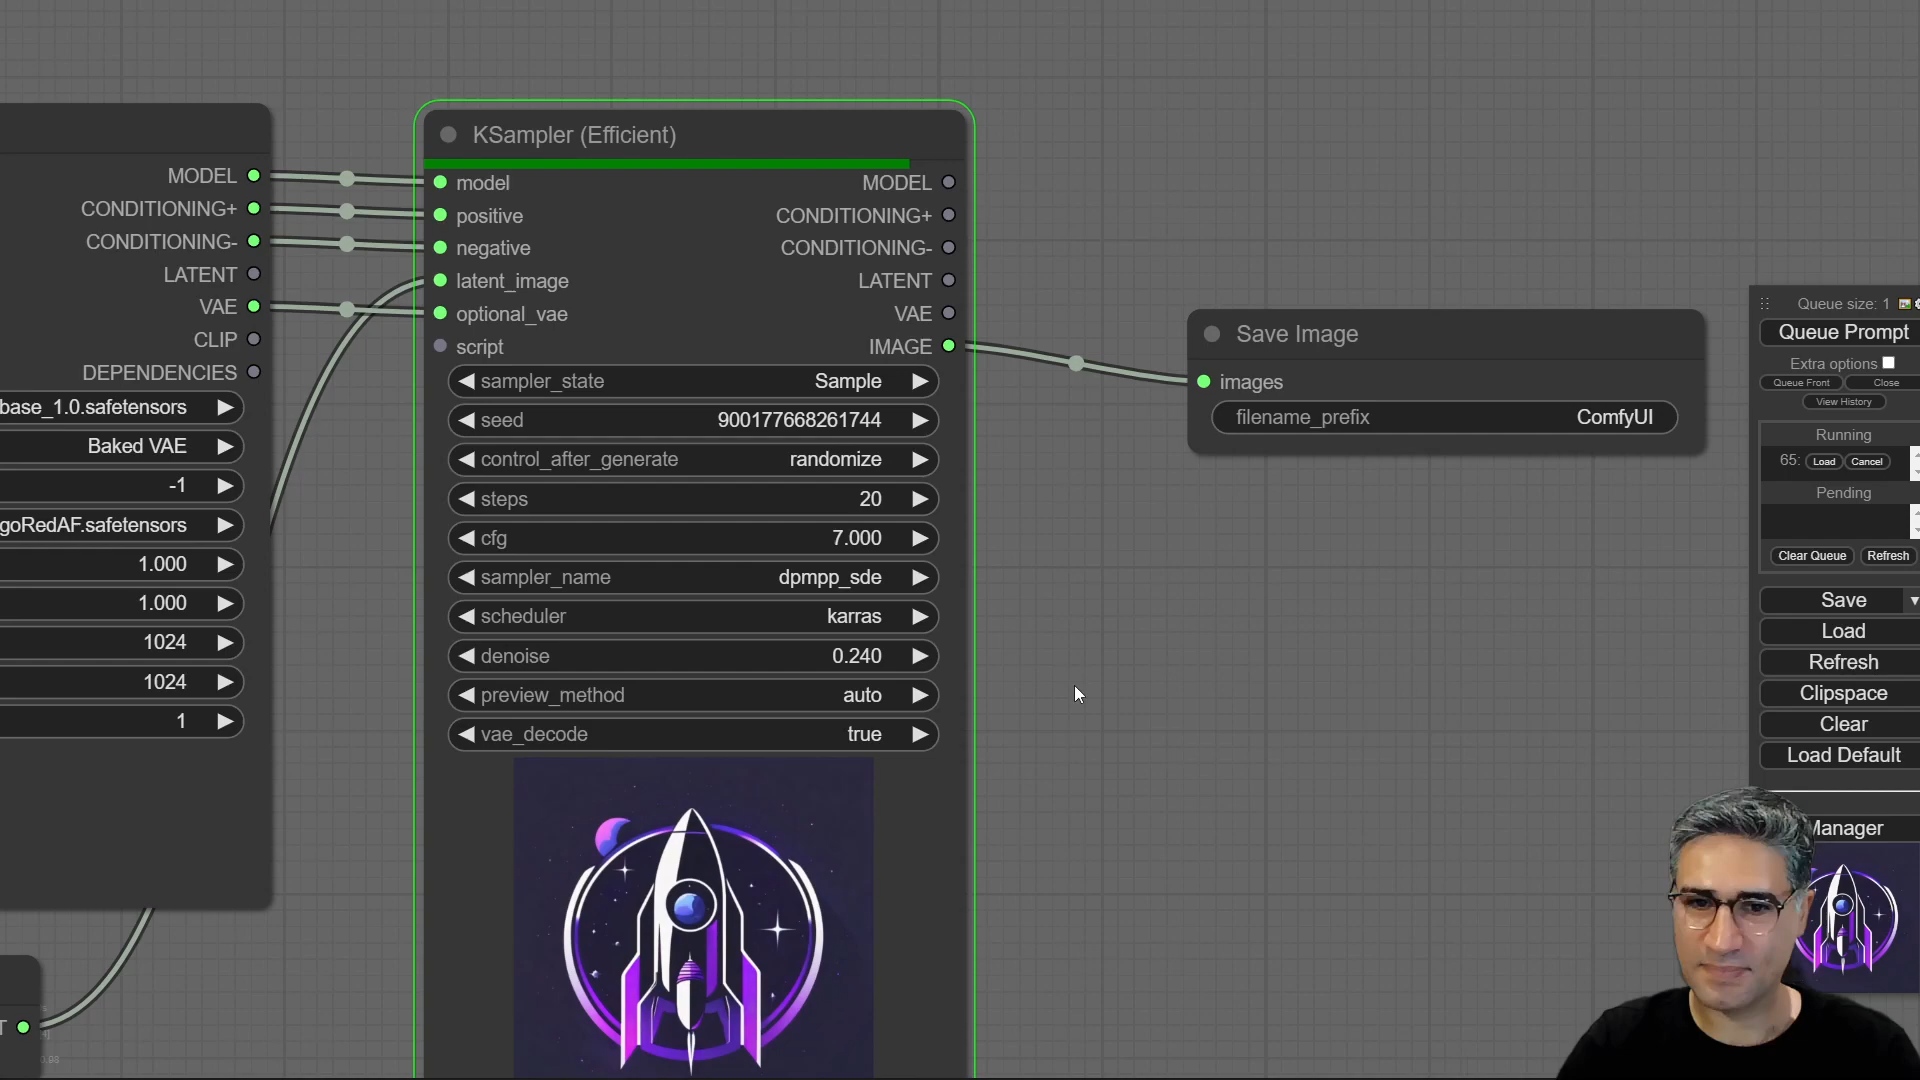 MODEL
CONDITIONING+
CONDITIONING-
LATENT
VAE
CLIP
DEPENDENCIES
base_1.0.safetensors
Baked VAE
-1
goRedAF.safetensors
1.000
1.000
1024
1024
1
T
0.98
KSampler (Efficient)
model MODEL
positive CONDITIONING+
negative CONDITIONING-
latent_image LATENT
optional_vae VAE
script IMAGE
sampler_state Sample
seed 900177668261744
control_after_generate randomize
steps 20
cfg 7.000
sampler_name dpmpp_sde
scheduler karras
denoise 0.240
preview_method auto
vae_decode true
Save Image
images
filename_prefix ComfyUI
Queue size: 1
Queue Prompt
Extra options
Queue Front Close
View History
Running
65: Load Cancel
Pending
Clear Queue Refresh
Save
Load
Refresh
Clipspace
Clear
Load Default
Manager